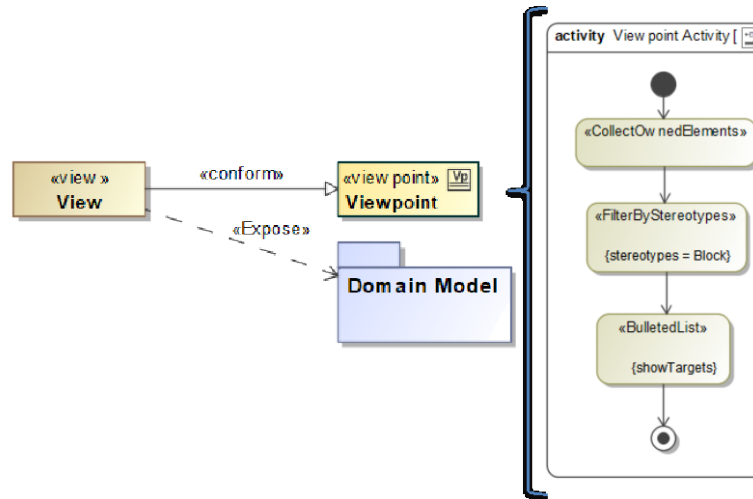 «view »
View
«conform»
«Expose»
«view point» Vp
Viewpoint
Domain Model
activity View point Activity [
«CollectOw nedElements»
«FilterByStereotypes»
{stereotypes = Block}
«BulletedList»
{showTargets}